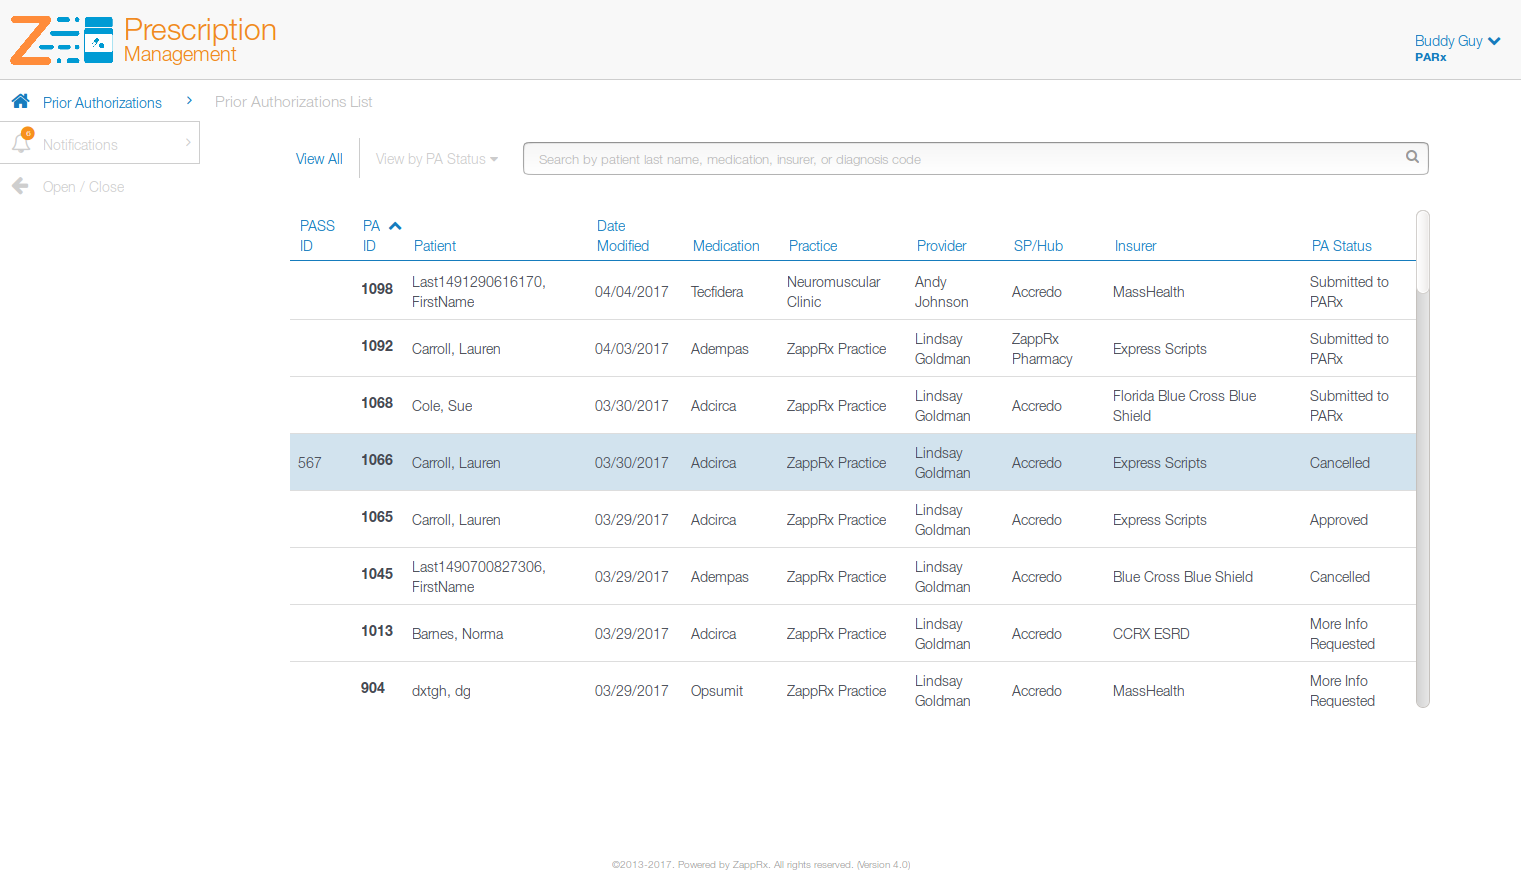 Prescription
Management
Buddy Guy
PARx
Prior Authorizations
Prior Authorizations List
6
Notifications
Open / Close
View All
View by PA Status
Search by patient last name, medication, insurer, or diagnosis code
PASS ID PA ID Patient Date Modified Medication Practice Provider SP/Hub Insurer PA Status
1098 Last1491290616170, FirstName 04/04/2017 Tecfidera Neuromuscular Clinic Andy Johnson Accredo MassHealth Submitted to PARx
1092 Carroll, Lauren 04/03/2017 Adempas ZappRx Practice Lindsay Goldman ZappRx Pharmacy Express Scripts Submitted to PARx
1068 Cole, Sue 03/30/2017 Adcirca ZappRx Practice Lindsay Goldman Accredo Florida Blue Cross Blue Shield Submitted to PARx
567 1066 Carroll, Lauren 03/30/2017 Adcirca ZappRx Practice Lindsay Goldman Accredo Express Scripts Cancelled
1065 Carroll, Lauren 03/29/2017 Adcirca ZappRx Practice Lindsay Goldman Accredo Express Scripts Approved
1045 Last1490700827306, FirstName 03/29/2017 Adempas ZappRx Practice Lindsay Goldman Accredo Blue Cross Blue Shield Cancelled
1013 Barnes, Norma 03/29/2017 Adcirca ZappRx Practice Lindsay Goldman Accredo CCRX ESRD More Info Requested
904 dxtgh, dg 03/29/2017 Opsumit ZappRx Practice Lindsay Goldman Accredo MassHealth More Info Requested
©2013-2017. Powered by ZappRx. All rights reserved. (Version 4.0)